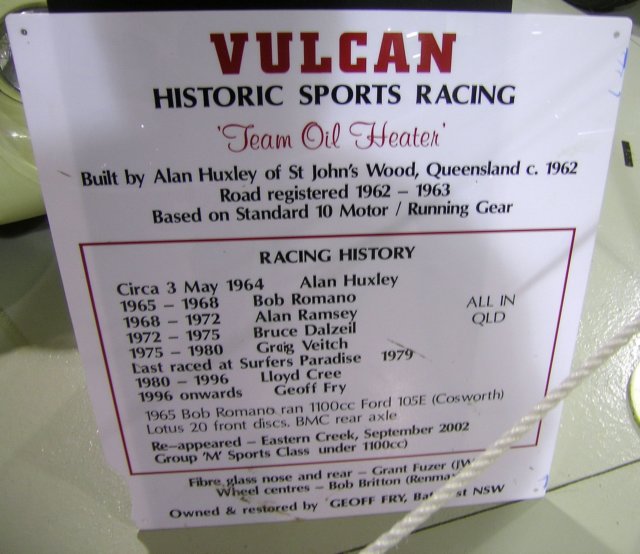 VULCAN
HISTORIC SPORTS RACING
'Team Oil Heater'
Built by Alan Huxley of St John's Wood, Queensland c. 1962
Road registered 1962 – 1963
Based on Standard 10 Motor / Running Gear
RACING HISTORY
Circa 3 May 1964 Alan Huxley
1965 – 1968 Bob Romano ALL IN
1968 – 1972 Alan Ramsey QLD
1972 – 1975 Bruce Dalzeil
1975 – 1980 Graig Veitch
Last raced at Surfers Paradise 1979
1980 – 1996 Lloyd Cree
1996 onwards Geoff Fry
1965 Bob Romano ran 1100cc Ford 105E (Cosworth)
Lotus 20 front discs, BMC rear axle
Re–appeared – Eastern Creek, September 2002
Group 'M' Sports Class under 1100cc)
Fibre glass nose and rear – Grant Fuzer
Wheel centres – Bob Britton
Owned & restored by GEOFF FRY, NSW